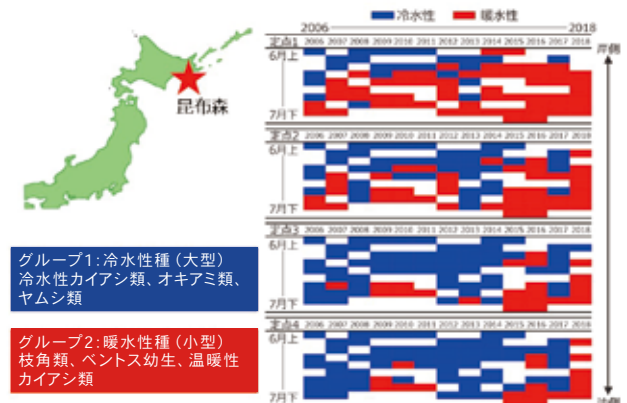 冷水性 暖水性
2006 2018
定点1 2006 2007 2008 2009 2010 2011 2012 2013 2014 2015 2016 2017 2018
6月上
7月下
岸側
定点2 2006 2007 2008 2009 2010 2011 2012 2013 2014 2015 2016 2017 2018
6月上
7月下
定点3 2006 2007 2008 2009 2010 2011 2012 2013 2014 2015 2016 2017 2018
6月上
7月下
定点4 2006 2007 2008 2009 2010 2011 2012 2013 2014 2015 2016 2017 2018
6月上
7月下
昆布森
グループ1：冷水性種（大型）
冷水性カイアシ類、オキアミ類、
ヤムシ類
グループ2：暖水性種（小型）
枝角類、ベントス幼生、温暖性
カイアシ類